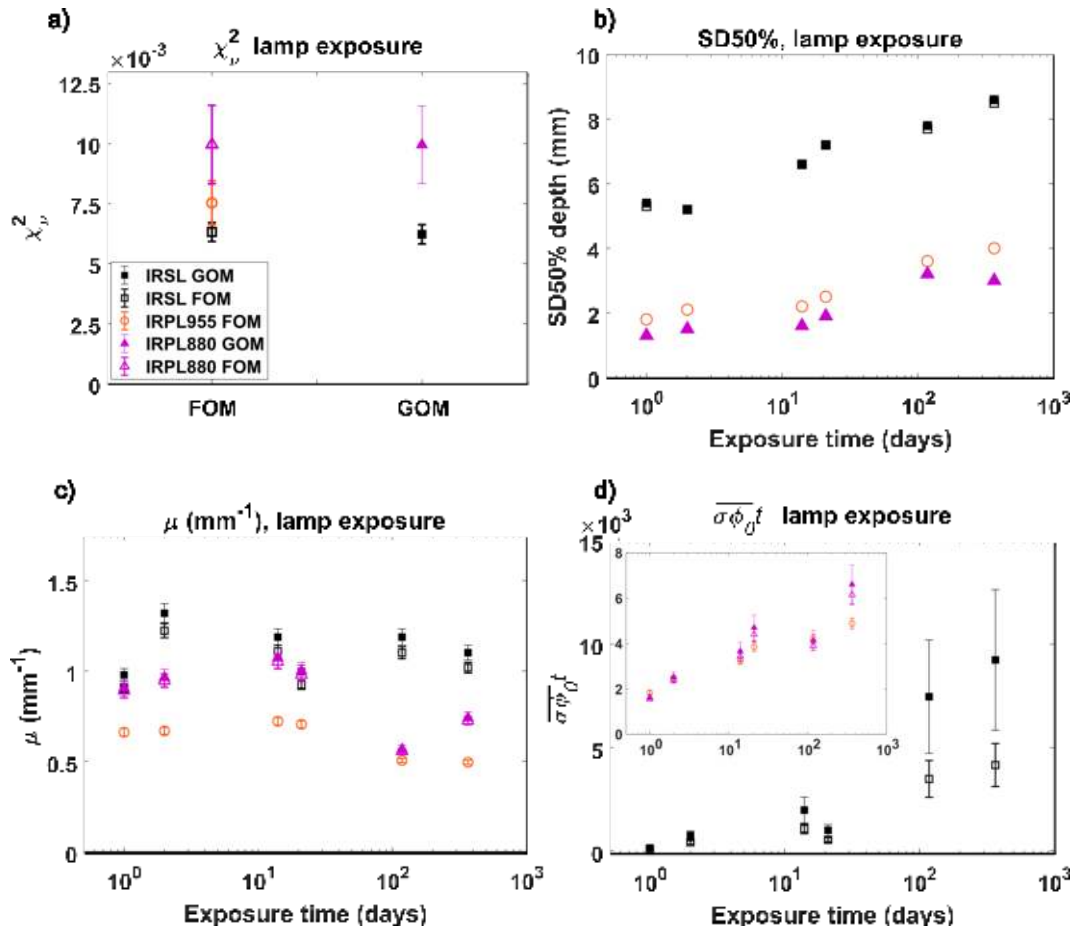 a)
χ²ᵥ lamp exposure
×10⁻³
12.5
10
7.5
5
2.5
0
χ²ᵥ
IRSL GOM
IRSL FOM
IRPL955 FOM
IRPL880 GOM
IRPL880 FOM
FOM
GOM
b)
SD50%, lamp exposure
10
8
6
4
2
0
SD50% depth (mm)
10⁰
10¹
10²
10³
Exposure time (days)
c)
μ (mm⁻¹), lamp exposure
1.5
1
0.5
0
μ (mm⁻¹)
10⁰
10¹
10²
10³
Exposure time (days)
d)
σφ₀t lamp exposure
×10³
15
10
5
0
σφ₀t
8
6
4
2
0
10⁰
10¹
10²
10³
10⁰
10¹
10²
10³
Exposure time (days)